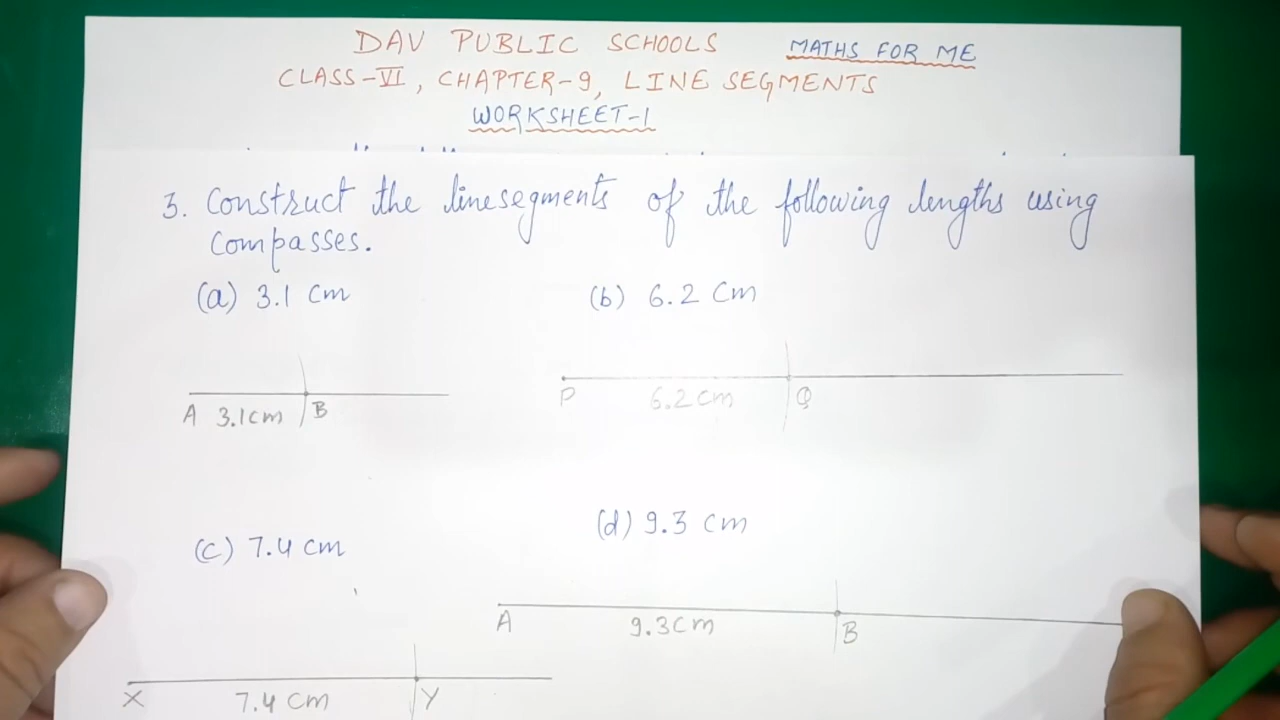 DAV PUBLIC SCHOOLS MATHS FOR ME
CLASS-VI, CHAPTER-9, LINE SEGMENTS
WORKSHEET-1
3. Construct the line segments of the following lengths using
compasses.
(a) 3.1 cm (b) 6.2 cm
A 3.1cm B
P 6.2cm Q
(c) 7.4 cm (d) 9.3 cm
A 9.3cm B
X 7.4 cm Y